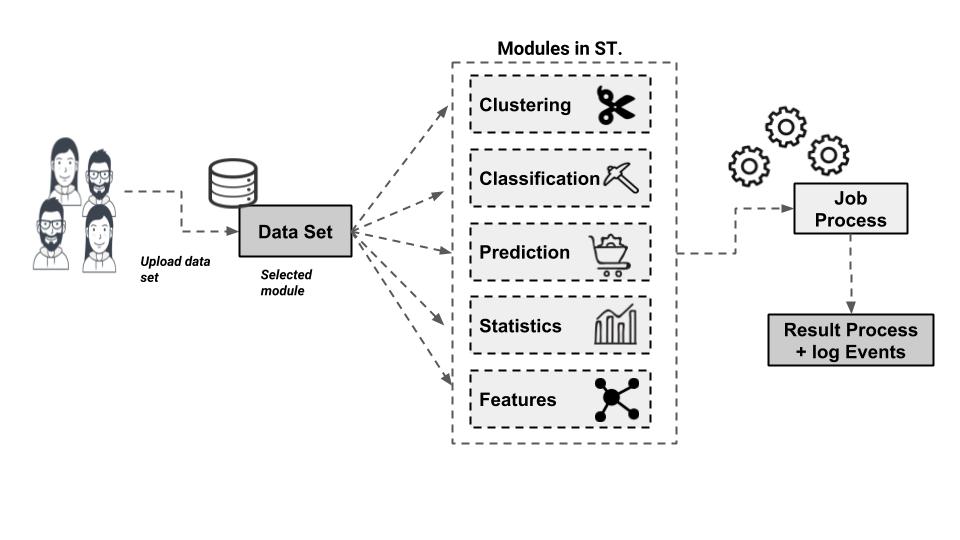 Modules in ST.
Clustering
Classification
Prediction
Statistics
Features
Upload data
set
Data Set
Selected
module
Job
Process
Result Process
+ log Events